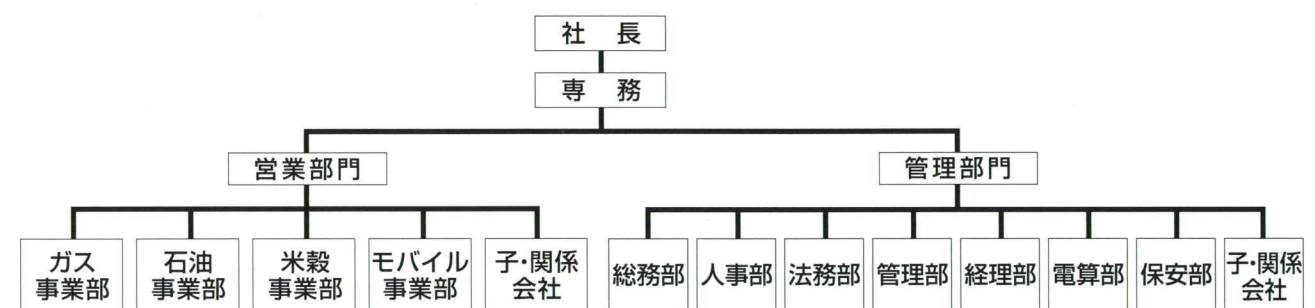 社 長
専 務
営業部門
管理部門
ガス
事業部
石油
事業部
米穀
事業部
モバイル
事業部
子・関係
会社
総務部
人事部
法務部
管理部
経理部
電算部
保安部
子・関係
会社